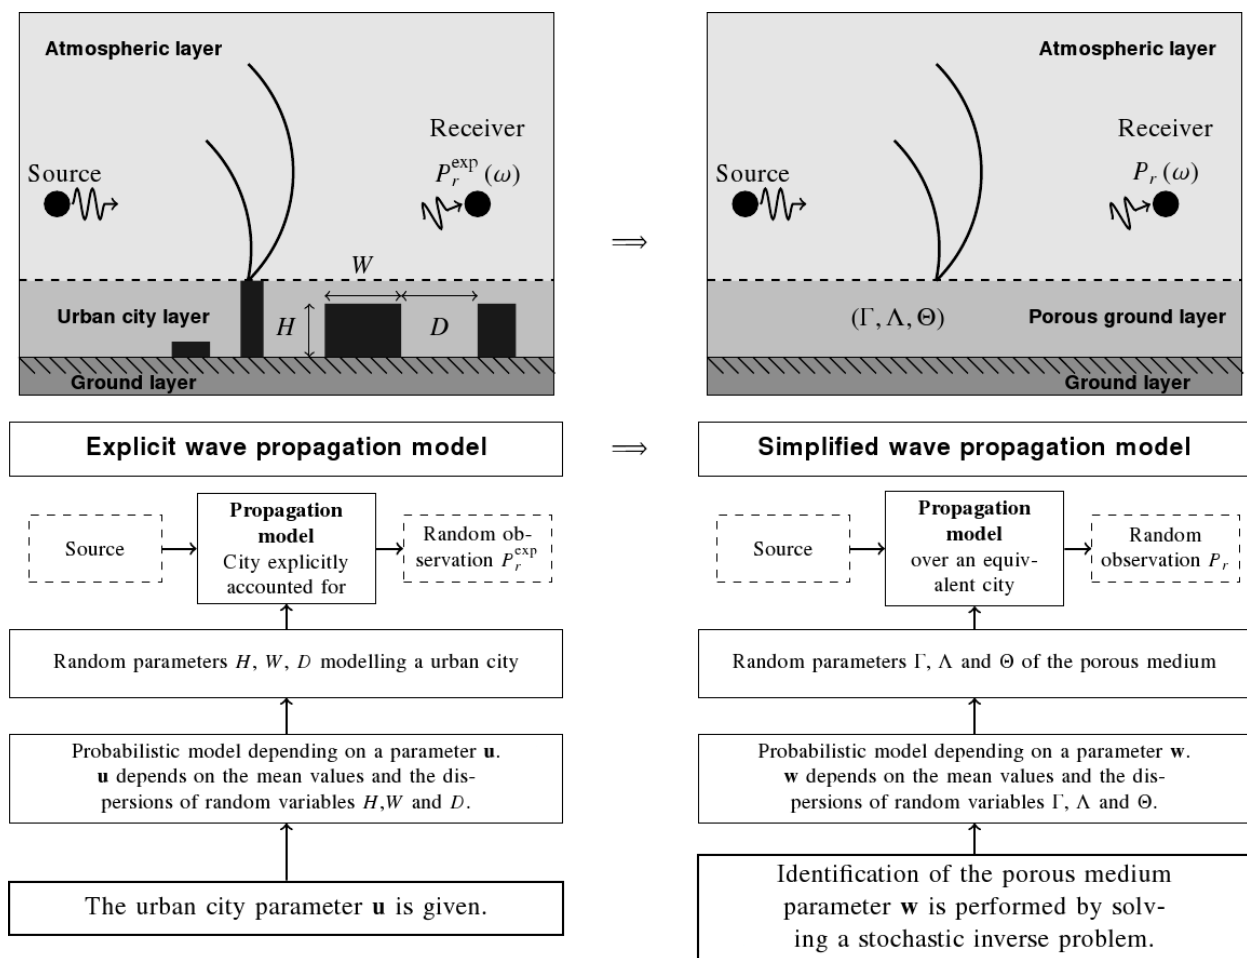 Atmospheric layer
Receiver
Source
P_r^exp (ω)
W
Urban city layer
H
D
Ground layer
⟹
Atmospheric layer
Receiver
Source
P_r (ω)
(Γ, Λ, Θ)
Porous ground layer
Ground layer
Explicit wave propagation model
⟹
Simplified wave propagation model
Source
Propagation
model
City explicitly
accounted for
Random ob-
servation P_r^exp
Random parameters H, W, D modelling a urban city
Probabilistic model depending on a parameter u.
u depends on the mean values and the dis-
persions of random variables H,W and D.
The urban city parameter u is given.
Source
Propagation
model
over an equiv-
alent city
Random
observation P_r
Random parameters Γ, Λ and Θ of the porous medium
Probabilistic model depending on a parameter w.
w depends on the mean values and the dis-
persions of random variables Γ, Λ and Θ.
Identification of the porous medium
parameter w is performed by solv-
ing a stochastic inverse problem.